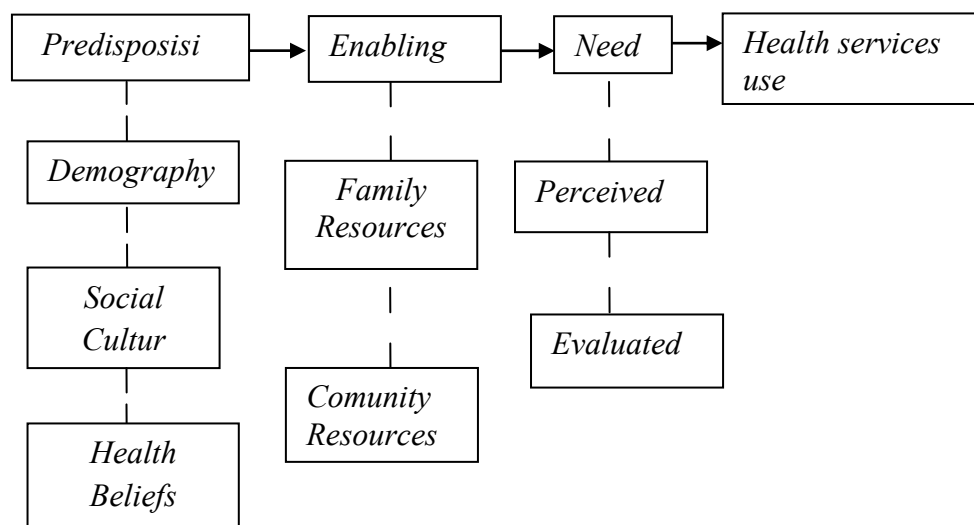 Predisposisi
Enabling
Need
Health services
use
Demography
Family
Resources
Perceived
Social
Cultur
Evaluated
Comunity
Resources
Health
Beliefs